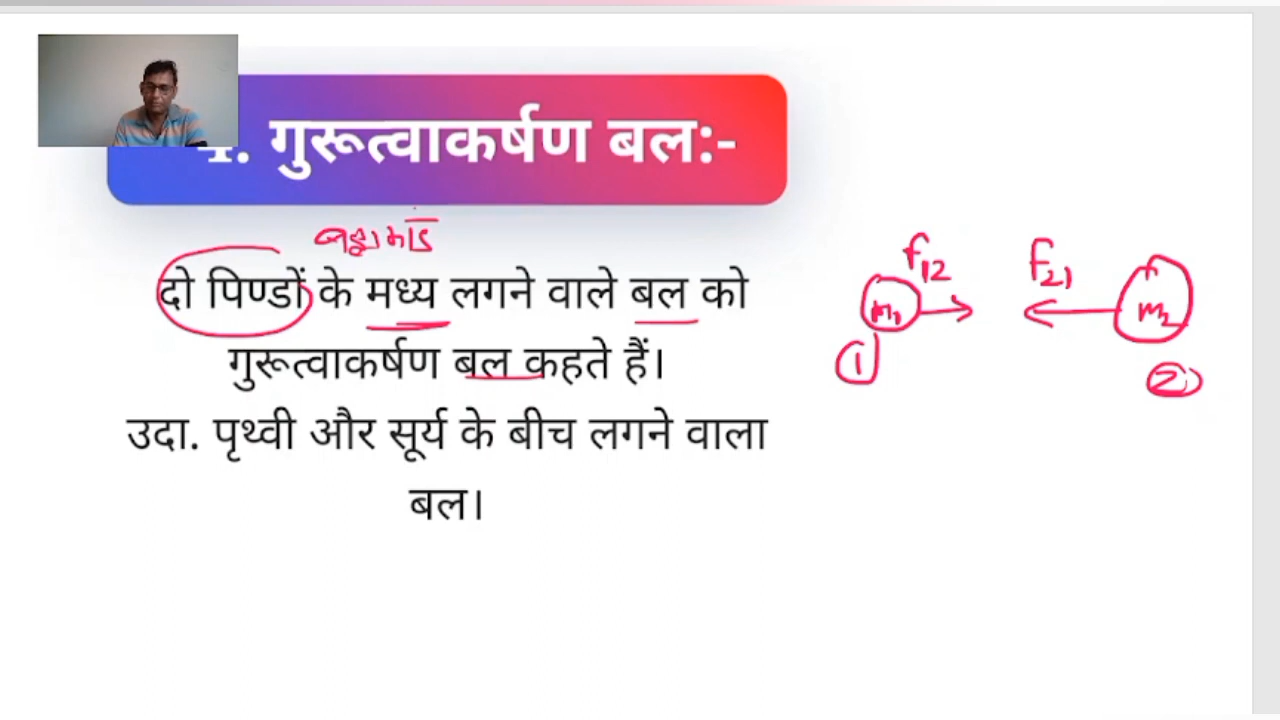 4. गुरूत्वाकर्षण बल:-
दो पिण्डों के मध्य लगने वाले बल को
गुरूत्वाकर्षण बल कहते हैं।
उदा. पृथ्वी और सूर्य के बीच लगने वाला
बल।
f12
f21
m1
m2
1
2